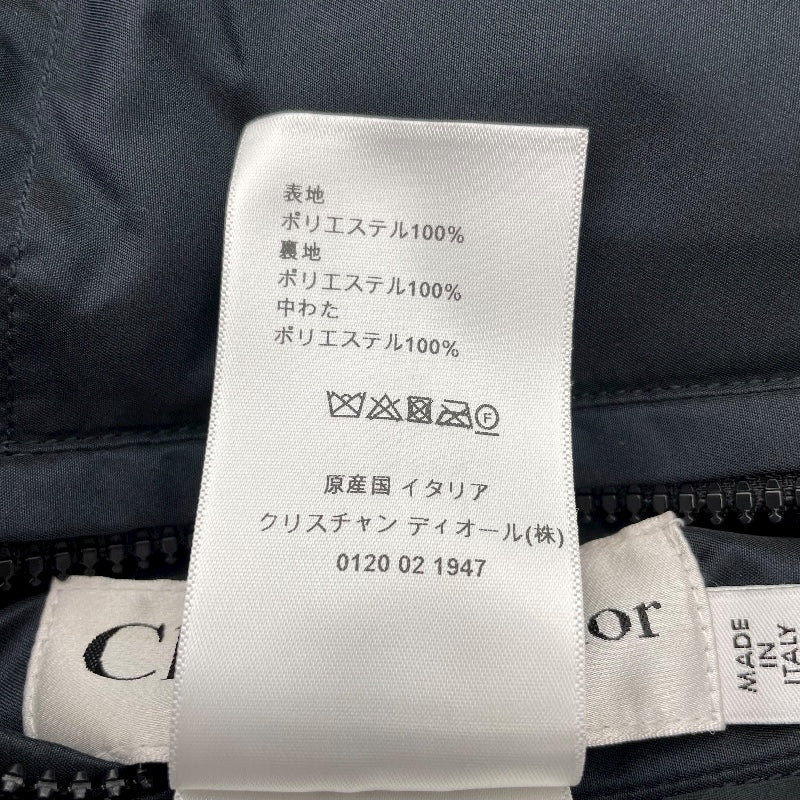 表地
ポリエステル100%
裏地
ポリエステル100%
中わた
ポリエステル100%
F
原産国 イタリア
クリスチャン ディオール(株)
0120 02 1947
MADE
IN
ITALY